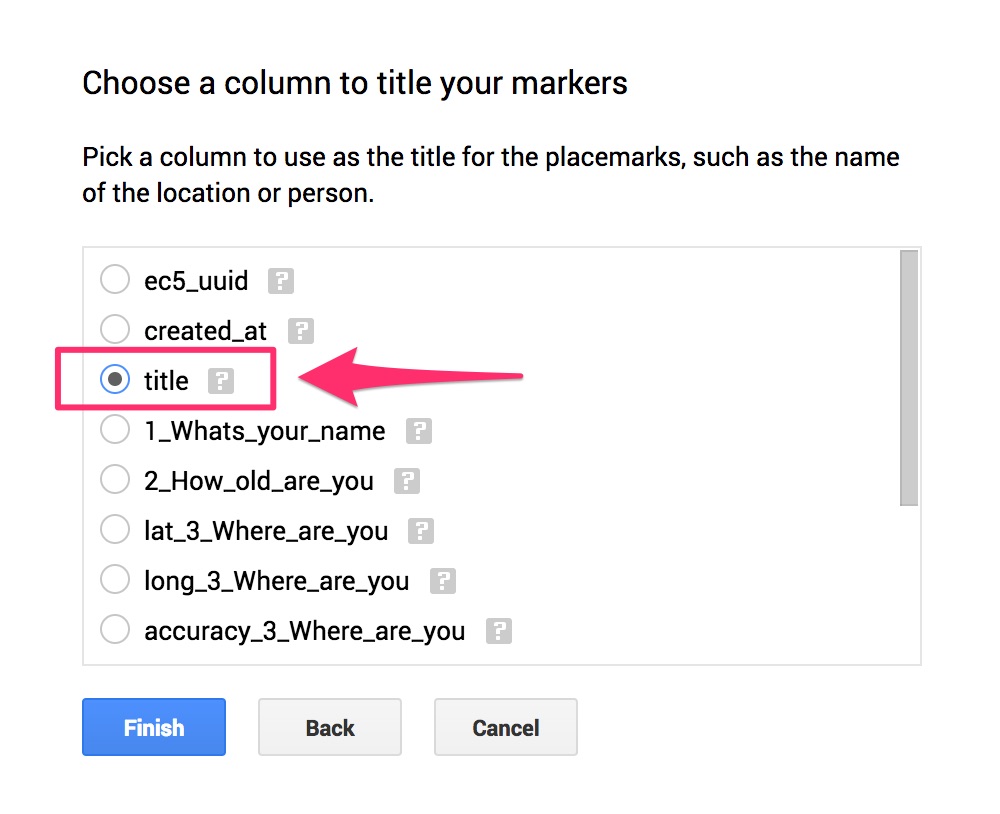 Choose a column to title your markers
Pick a column to use as the title for the placemarks, such as the name
of the location or person.
ec5_uuid ?
created_at ?
title ?
1_Whats_your_name ?
2_How_old_are_you ?
lat_3_Where_are_you ?
long_3_Where_are_you ?
accuracy_3_Where_are_you ?
Finish Back Cancel